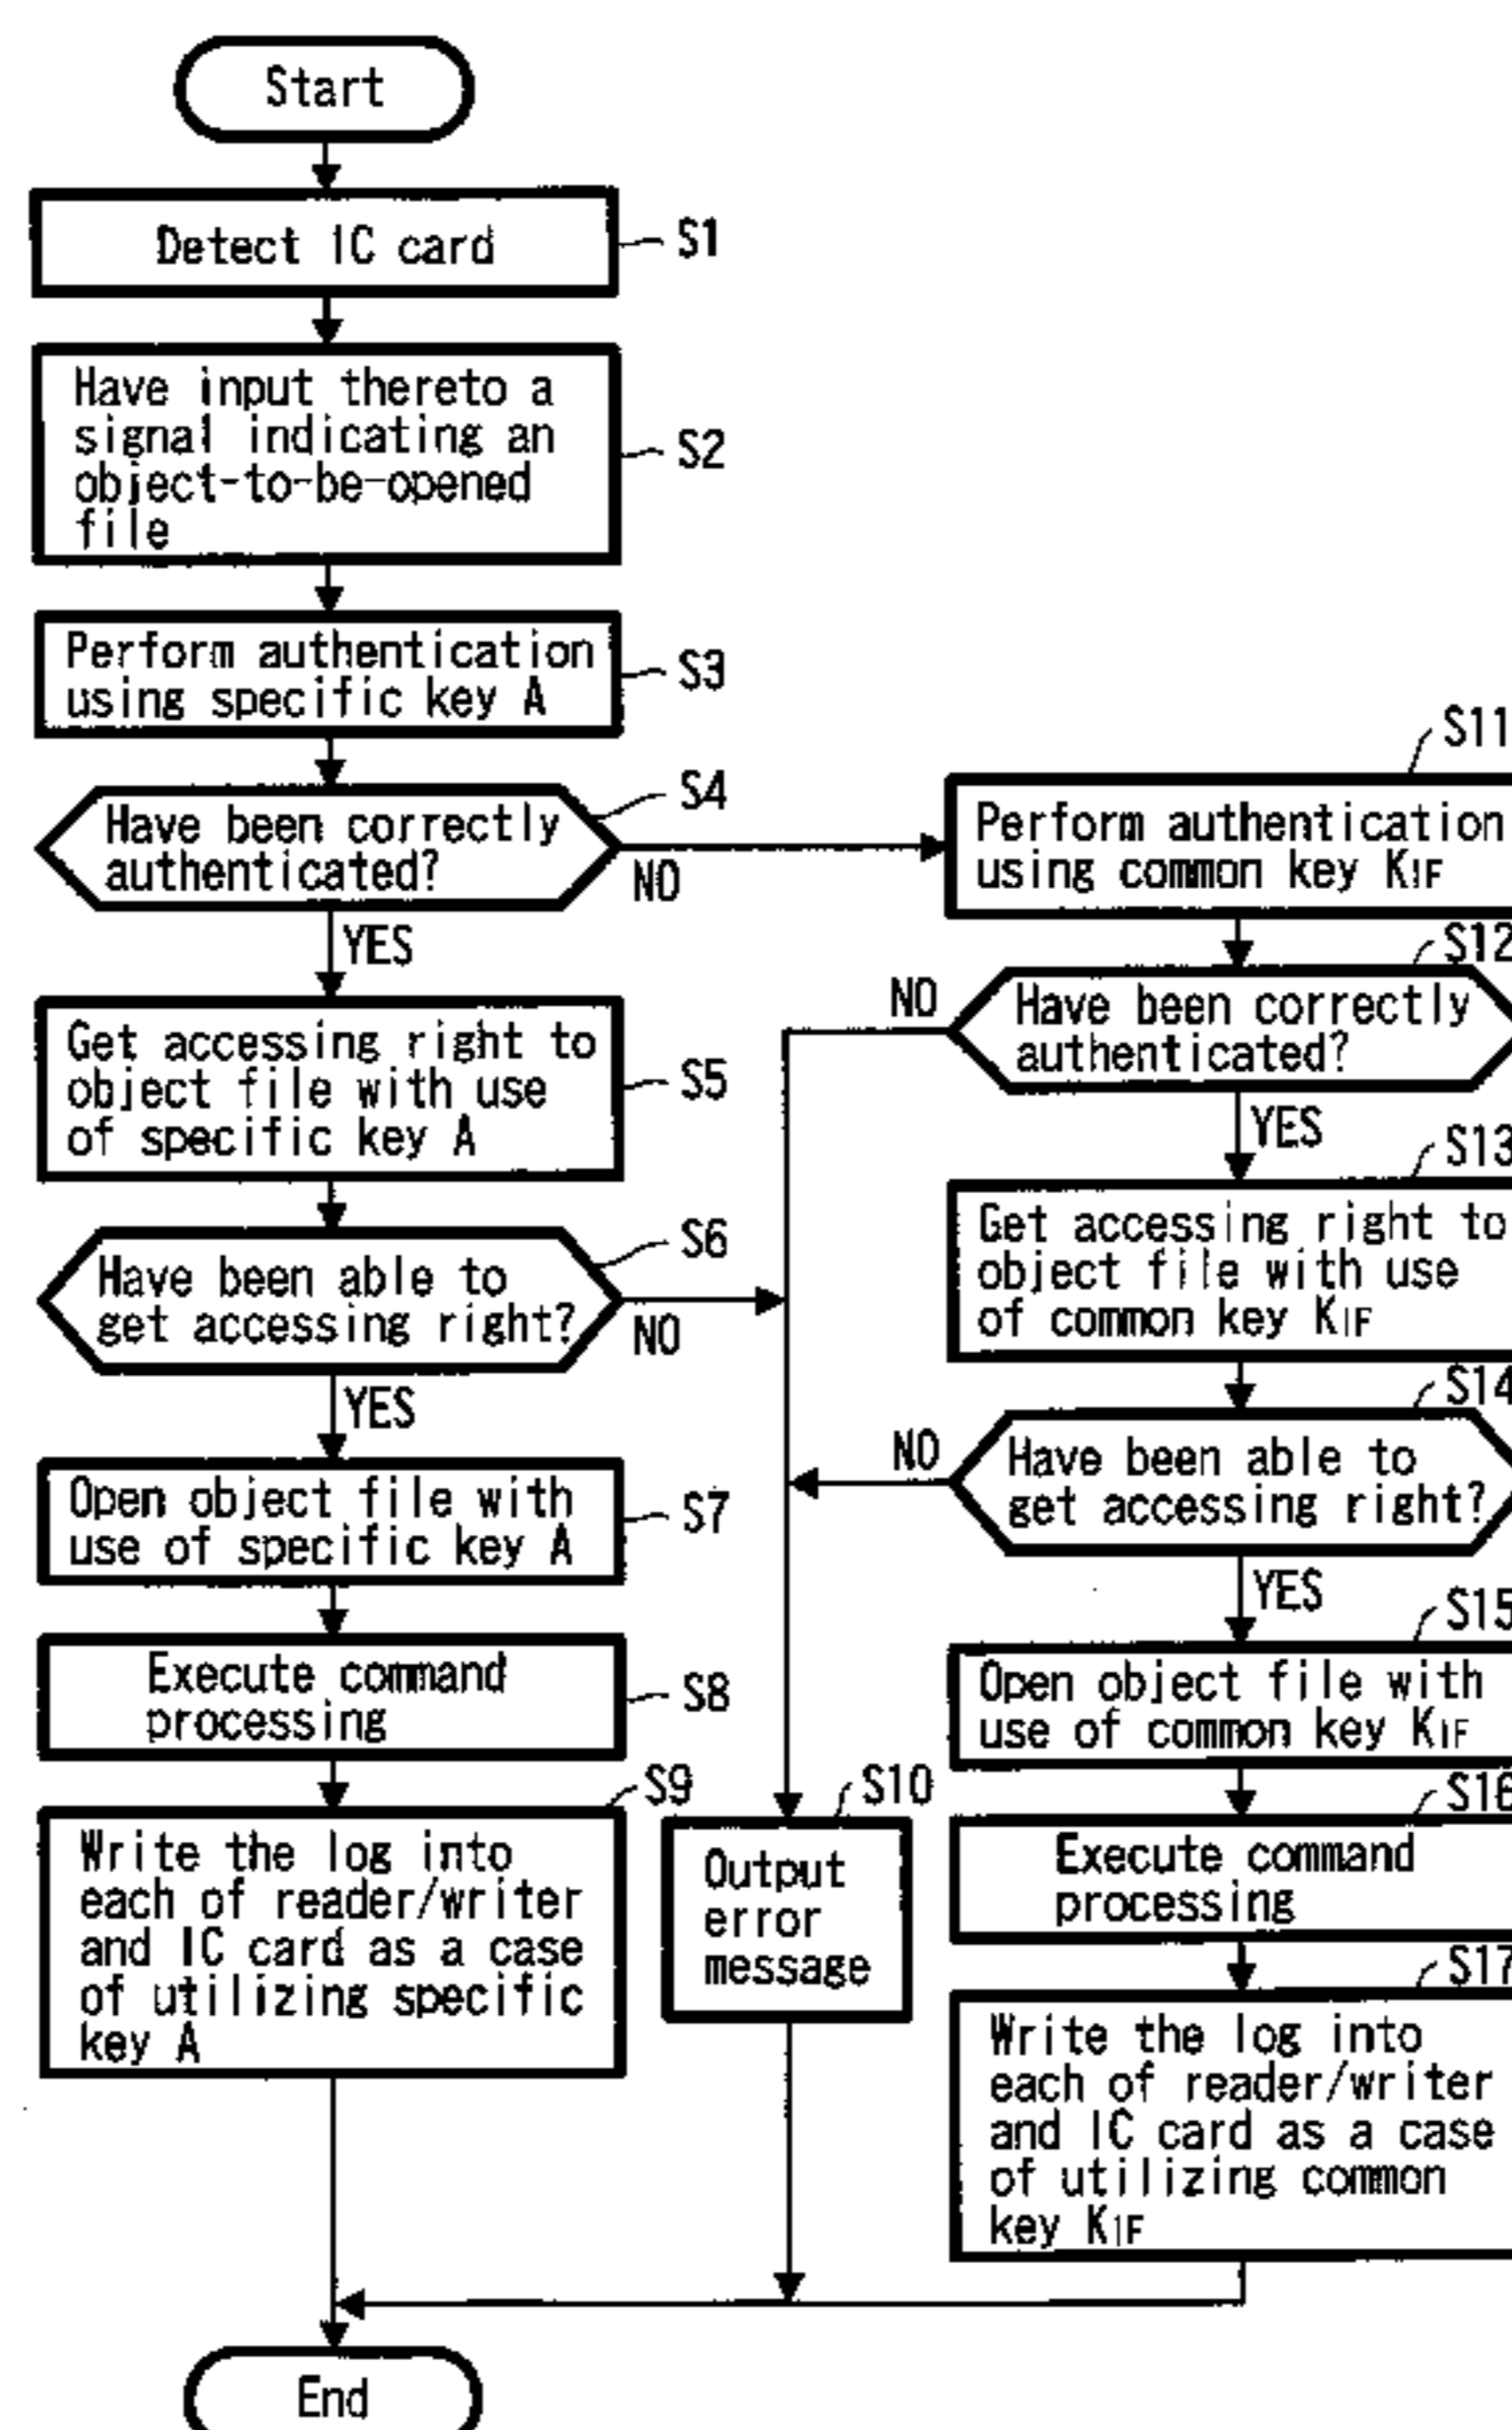 Start
Detect IC card
S1
Have input thereto a
signal indicating an
object-to-be-opened
file
S2
Perform authentication
using specific key A
S3
Have been correctly
authenticated?
S4
NO
YES
Get accessing right to
object file with use
of specific key A
S5
Have been able to
get accessing right?
S6
NO
YES
Open object file with
use of specific key A
S7
Execute command
processing
S8
S9
Write the log into
each of reader/writer
and IC card as a case
of utilizing specific
key A
S10
Output
error
message
S11
Perform authentication
using common key KIF
S12
Have been correctly
authenticated?
NO
YES
S13
Get accessing right to
object file with use
of common key KIF
S14
Have been able to
get accessing right?
NO
YES
S15
Open object file with
use of common key KIF
S16
Execute command
processing
S17
Write the log into
each of reader/writer
and IC card as a case
of utilizing common
key KIF
End